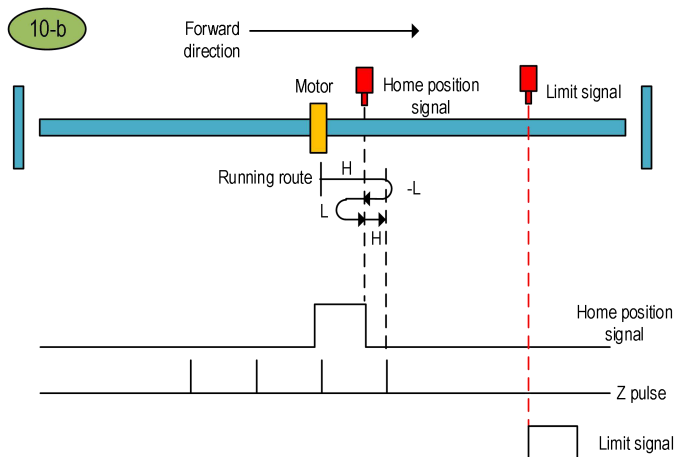 10-b
Forward
direction
Motor
Home position
signal
Limit signal
Running route
H
-L
L
H
Home position
signal
Z pulse
Limit signal